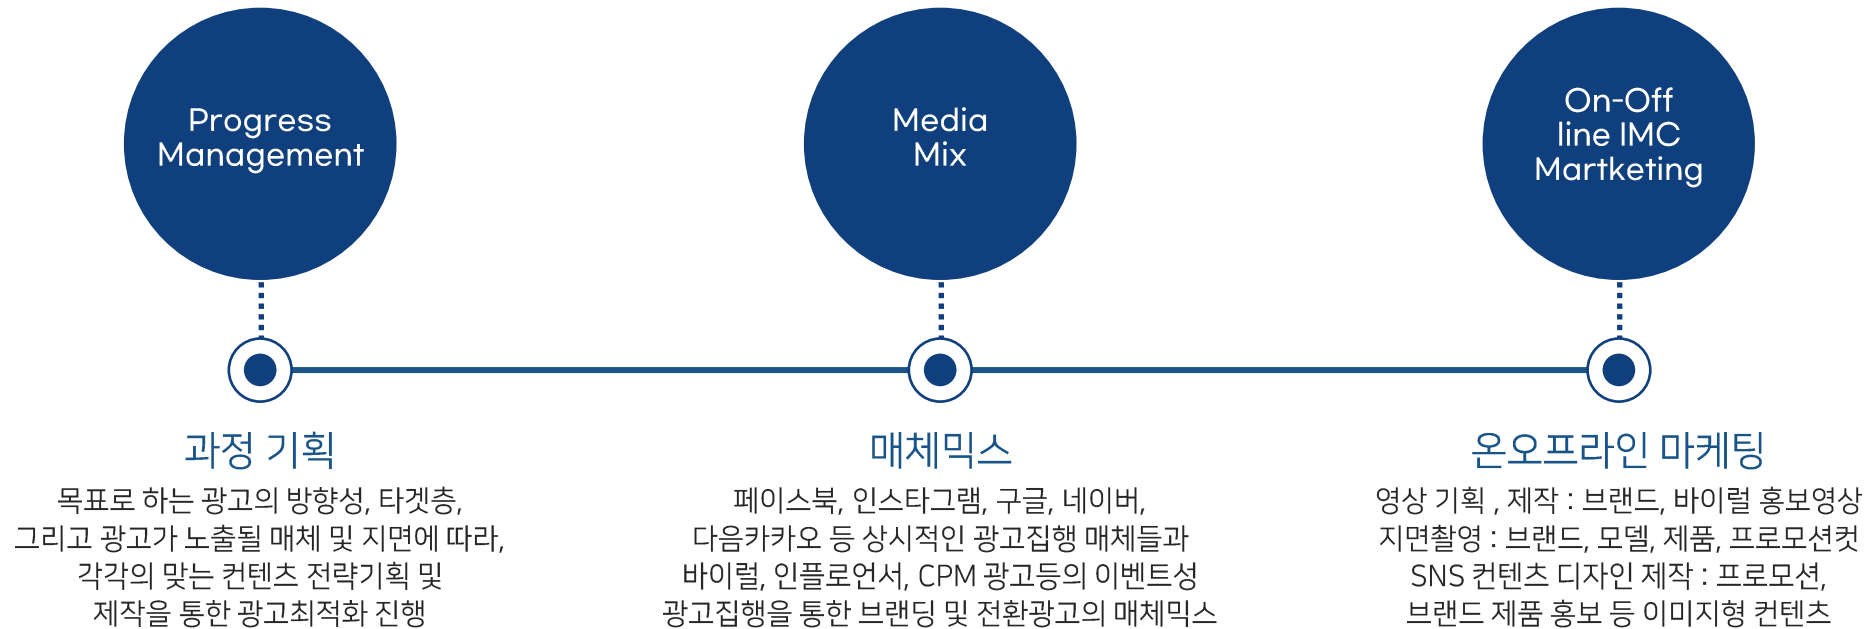 Progress
Management
Media
Mix
On-Off
line IMC
Martketing
과정 기획
목표로 하는 광고의 방향성, 타겟층,
그리고 광고가 노출될 매체 및 지면에 따라,
각각의 맞는 컨텐츠 전략기획 및
제작을 통한 광고최적화 진행
매체믹스
페이스북, 인스타그램, 구글, 네이버,
다음카카오 등 상시적인 광고집행 매체들과
바이럴, 인플로언서, CPM 광고등의 이벤트성
광고집행을 통한 브랜딩 및 전환광고의 매체믹스
온오프라인 마케팅
영상 기획 , 제작 : 브랜드, 바이럴 홍보영상
지면촬영 : 브랜드, 모델, 제품, 프로모션컷
SNS 컨텐츠 디자인 제작 : 프로모션,
브랜드 제품 홍보 등 이미지형 컨텐츠